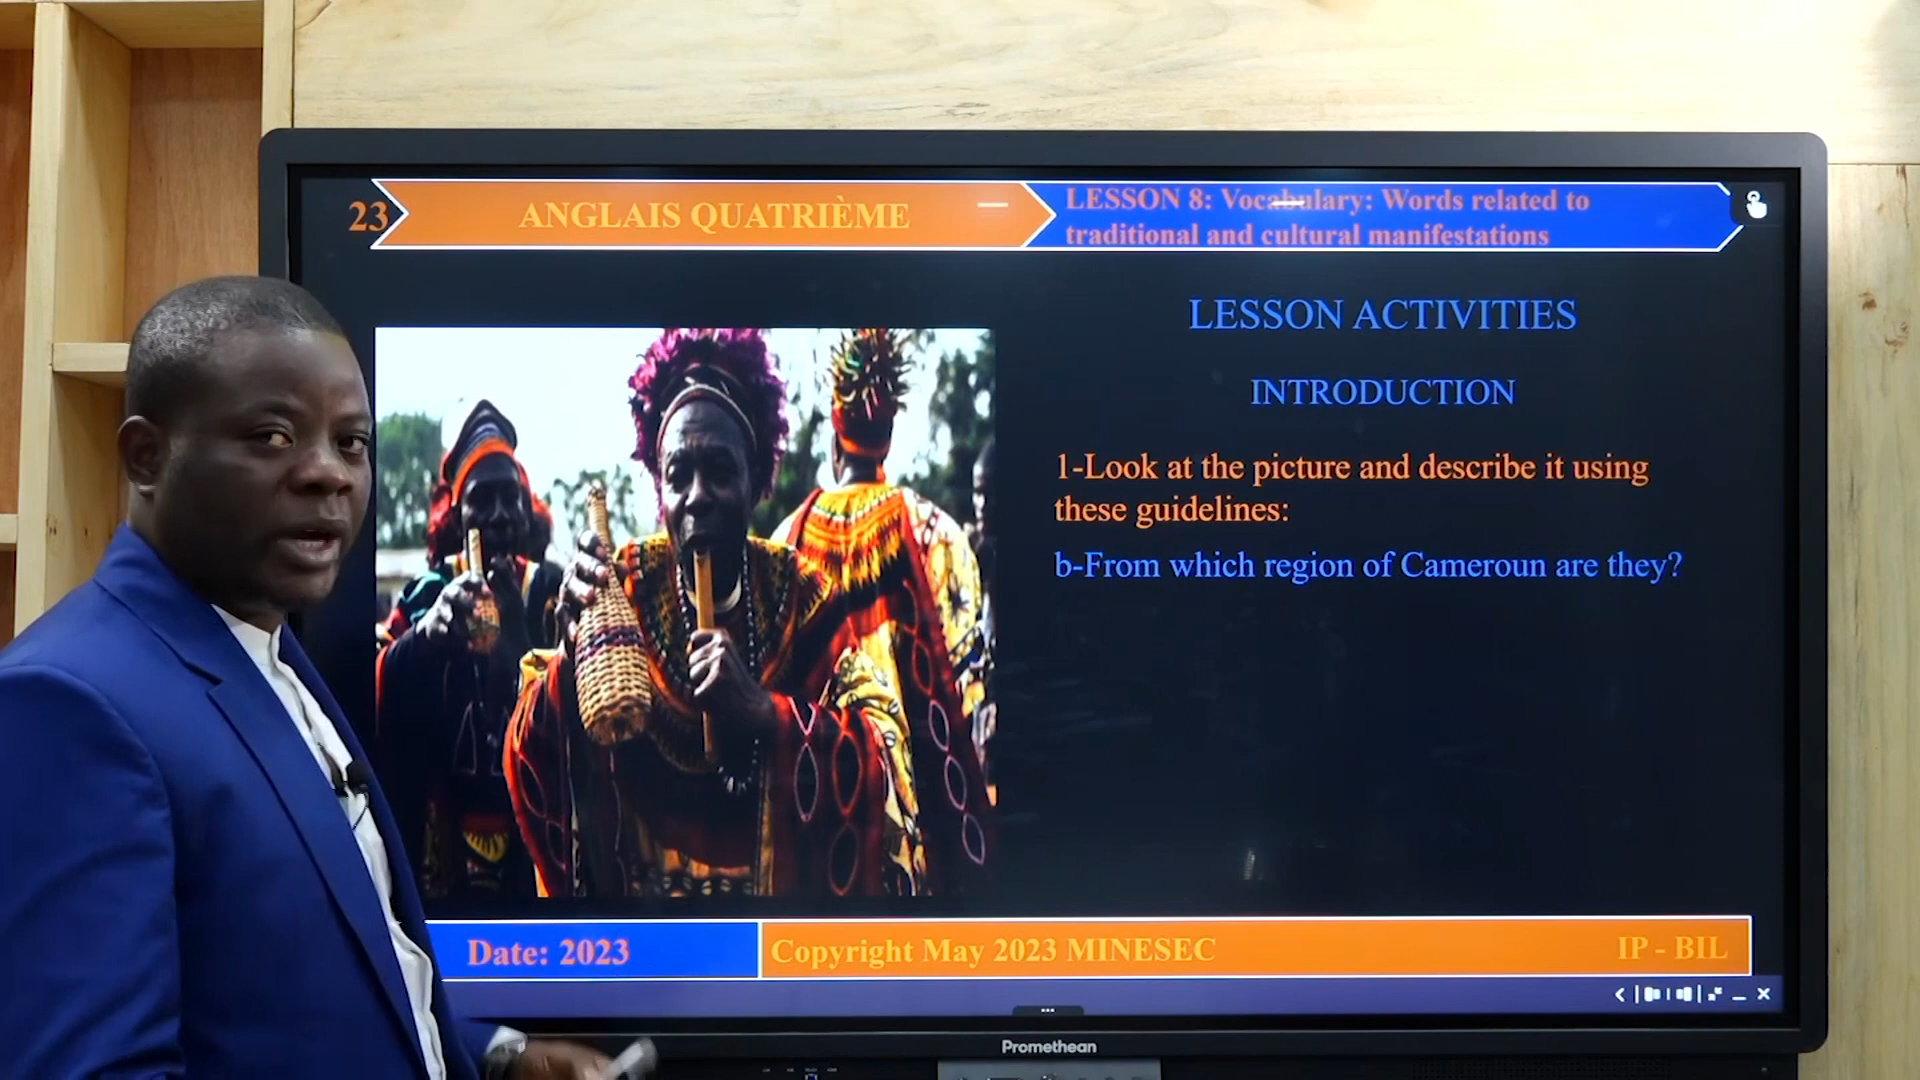 23
ANGLAIS QUATRIÈME
LESSON 8: Vocabulary: Words related to
traditional and cultural manifestations
LESSON ACTIVITIES
INTRODUCTION
1-Look at the picture and describe it using
these guidelines:
b-From which region of Cameroun are they?
Date: 2023
Copyright May 2023 MINESEC
IP - BIL
Promethean